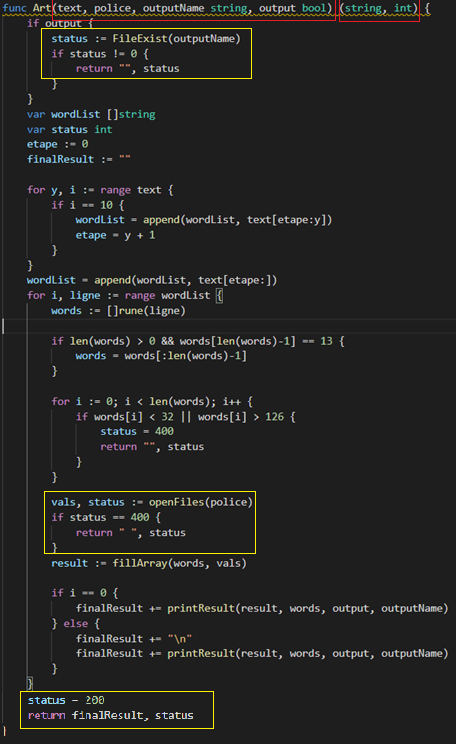 func Art(text, police, outputName string, output bool) (string, int) {
if output {
status := FileExist(outputName)
if status != 0 {
return "", status
}
}
var wordList []string
var status int
etape := 0
finalResult := ""
for y, i := range text {
if i == 10 {
wordList = append(wordList, text[etape:y])
etape = y + 1
}
}
wordList = append(wordList, text[etape:])
for i, ligne := range wordList {
words := []rune(ligne)
if len(words) > 0 && words[len(words)-1] == 13 {
words = words[:len(words)-1]
}
for i := 0; i < len(words); i++ {
if words[i] < 32 || words[i] > 126 {
status = 400
return "", status
}
}
vals, status := openFiles(police)
if status == 400 {
return " ", status
}
result := fillArray(words, vals)
if i == 0 {
finalResult += printResult(result, words, output, outputName)
} else {
finalResult += "\n"
finalResult += printResult(result, words, output, outputName)
}
}
status = 200
return finalResult, status
}